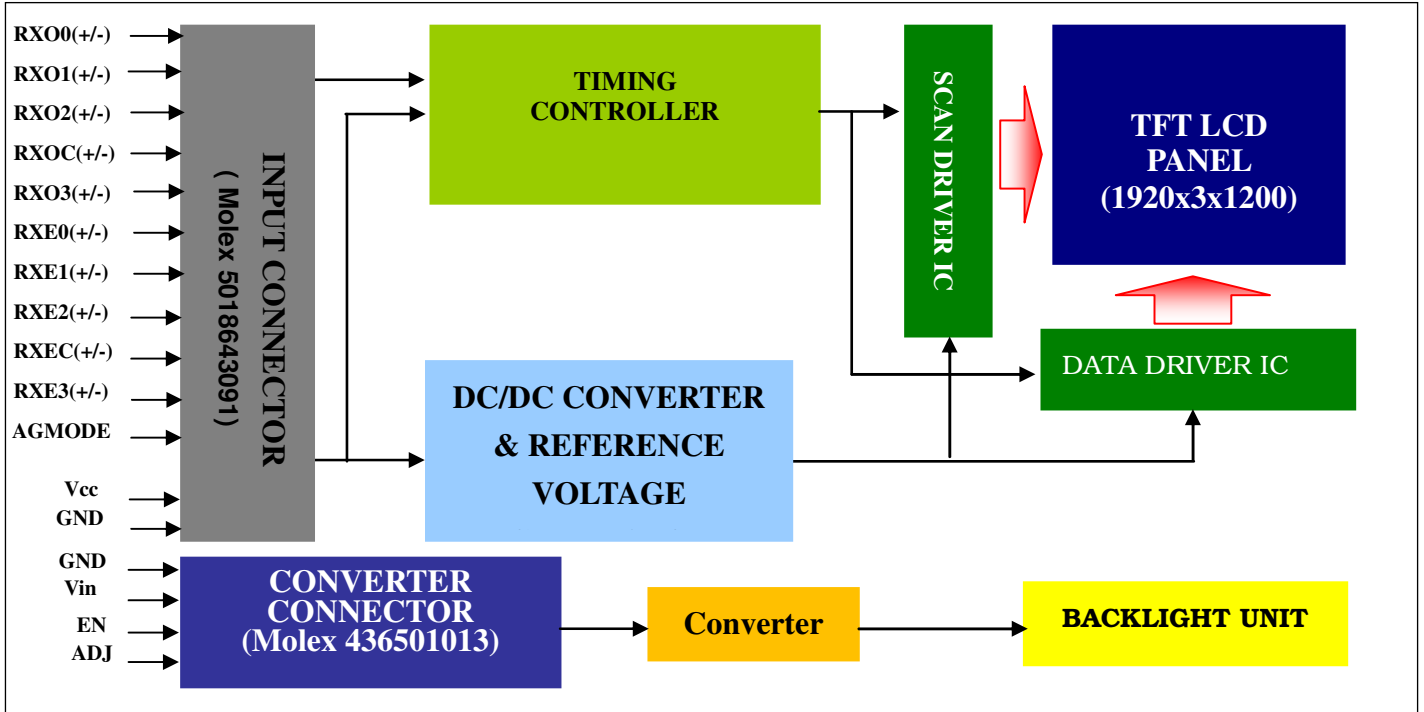 RXO0(+/-)
RXO1(+/-)
RXO2(+/-)
RXOC(+/-)
RXO3(+/-)
RXE0(+/-)
RXE1(+/-)
RXE2(+/-)
RXEC(+/-)
RXE3(+/-)
AGMODE
Vcc
GND
GND
Vin
EN
ADJ
INPUT CONNECTOR
( Molex 5018643091)
TIMING
CONTROLLER
SCAN DRIVER IC
TFT LCD
PANEL
(1920x3x1200)
DATA DRIVER IC
DC/DC CONVERTER
& REFERENCE
VOLTAGE
CONVERTER
CONNECTOR
(Molex 436501013)
Converter
BACKLIGHT UNIT